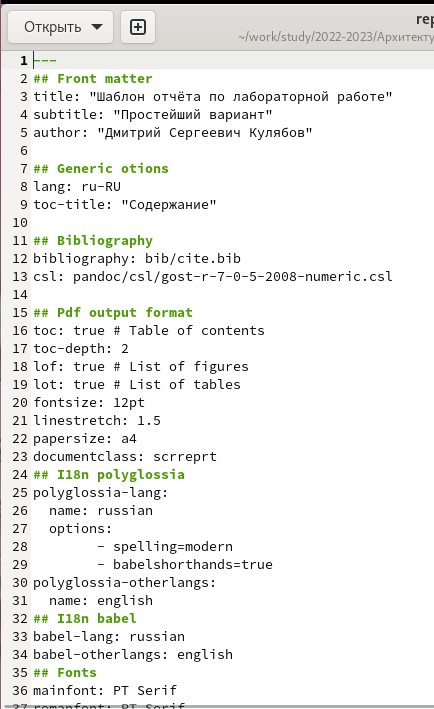 Открыть
rep
~/work/study/2022-2023/Архитекту
1 ---
2 ## Front matter
3 title: "Шаблон отчёта по лабораторной работе"
4 subtitle: "Простейший вариант"
5 author: "Дмитрий Сергеевич Кулябов"
6
7 ## Generic otions
8 lang: ru-RU
9 toc-title: "Содержание"
10
11 ## Bibliography
12 bibliography: bib/cite.bib
13 csl: pandoc/csl/gost-r-7-0-5-2008-numeric.csl
14
15 ## Pdf output format
16 toc: true # Table of contents
17 toc-depth: 2
18 lof: true # List of figures
19 lot: true # List of tables
20 fontsize: 12pt
21 linestretch: 1.5
22 papersize: a4
23 documentclass: scrreprt
24 ## I18n polyglossia
25 polyglossia-lang:
26   name: russian
27   options:
28         - spelling=modern
29         - babelshorthands=true
30 polyglossia-otherlangs:
31   name: english
32 ## I18n babel
33 babel-lang: russian
34 babel-otherlangs: english
35 ## Fonts
36 mainfont: PT Serif
37 romanfont: PT Serif